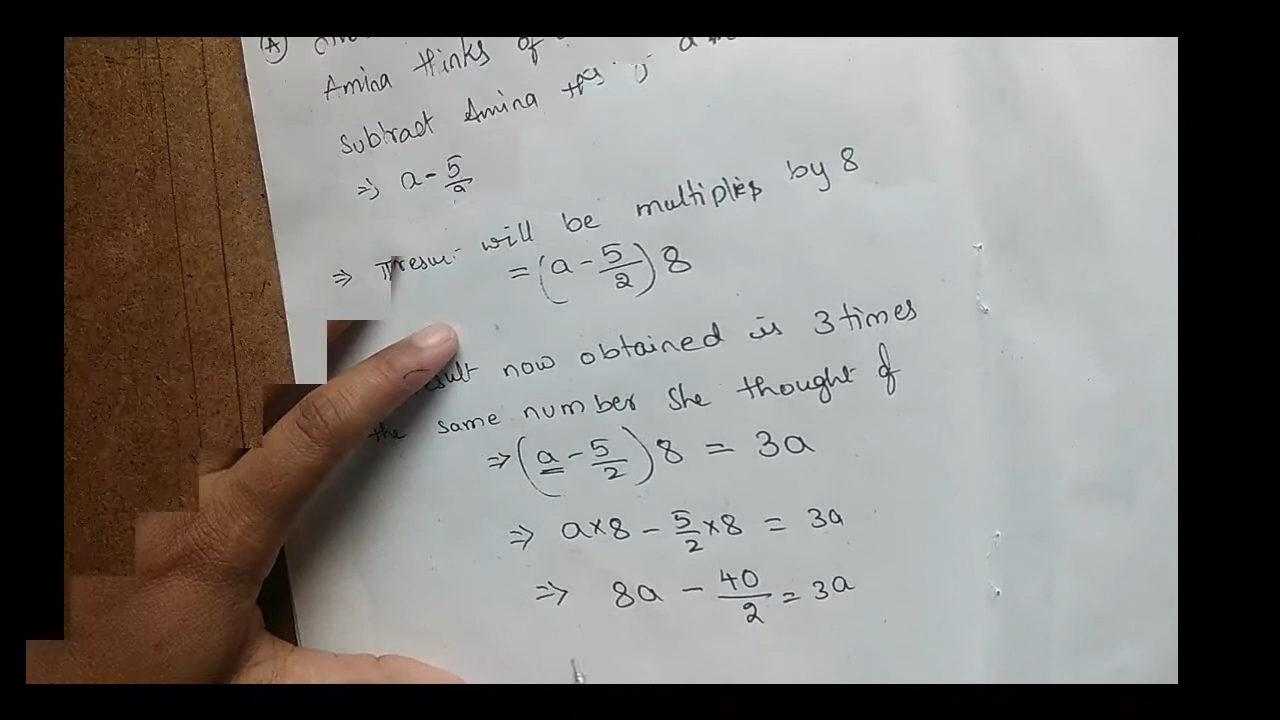 (A)
Amina thinks of
Subtract Amina
⇒ a - 5/2
⇒ will be multiples by 8
= (a - 5/2) 8
now obtained is 3 times
the same number she thought of
⇒ (a - 5/2) 8 = 3a
⇒ a × 8 - 5/2 × 8 = 3a
⇒ 8a - 40/2 = 3a